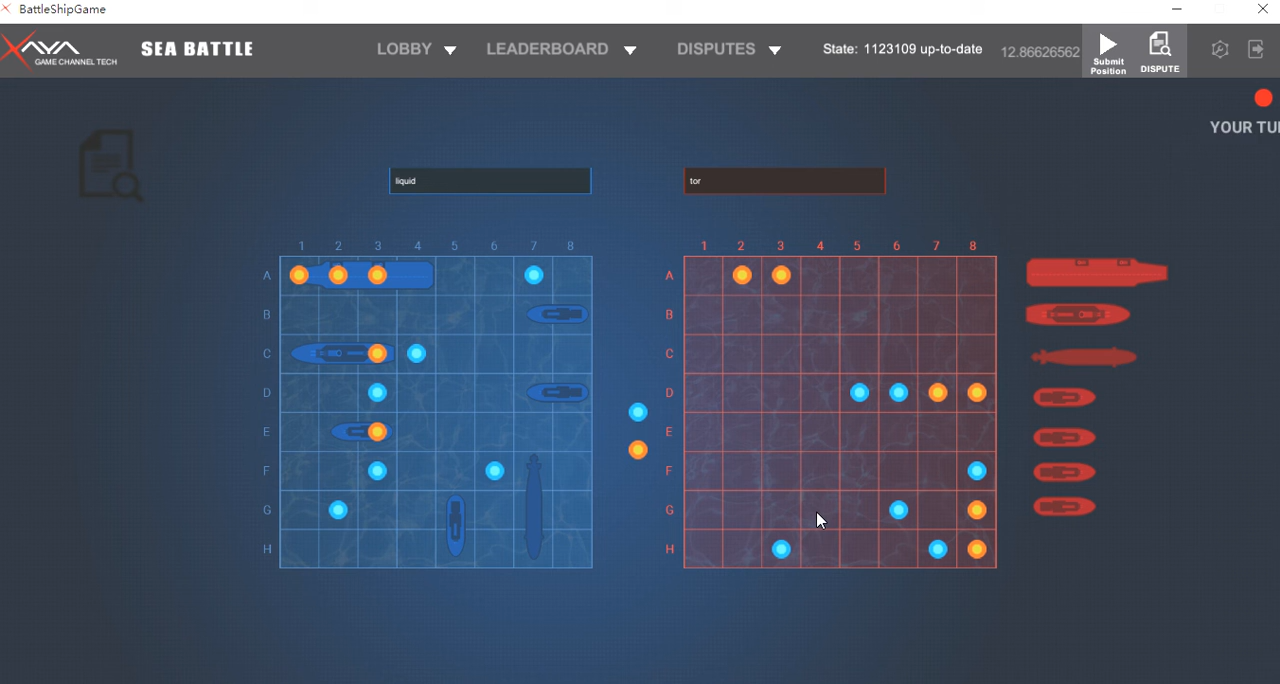 BattleShipGame
XAYA
GAME CHANNEL TECH
SEA BATTLE
LOBBY
LEADERBOARD
DISPUTES
State: 1123109 up-to-date
12.86626562
Submit
Position
DISPUTE
YOUR TU
liquid
tor
1 2 3 4 5 6 7 8
1 2 3 4 5 6 7 8
A
B
C
D
E
F
G
H
A
B
C
D
E
F
G
H